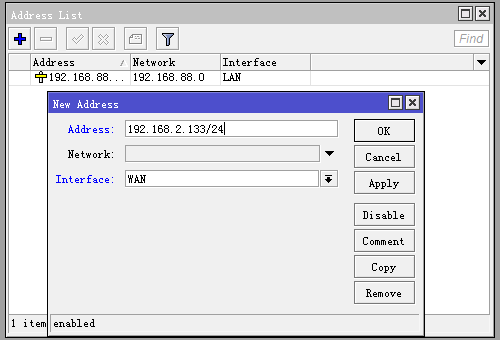 Address List
Find
Address / Network Interface
192.168.88... 192.168.88.0 LAN
New Address
Address: 192.168.2.133/24
OK
Network:
Cancel
Interface: WAN
Apply
Disable
Comment
Copy
Remove
enabled
1 item